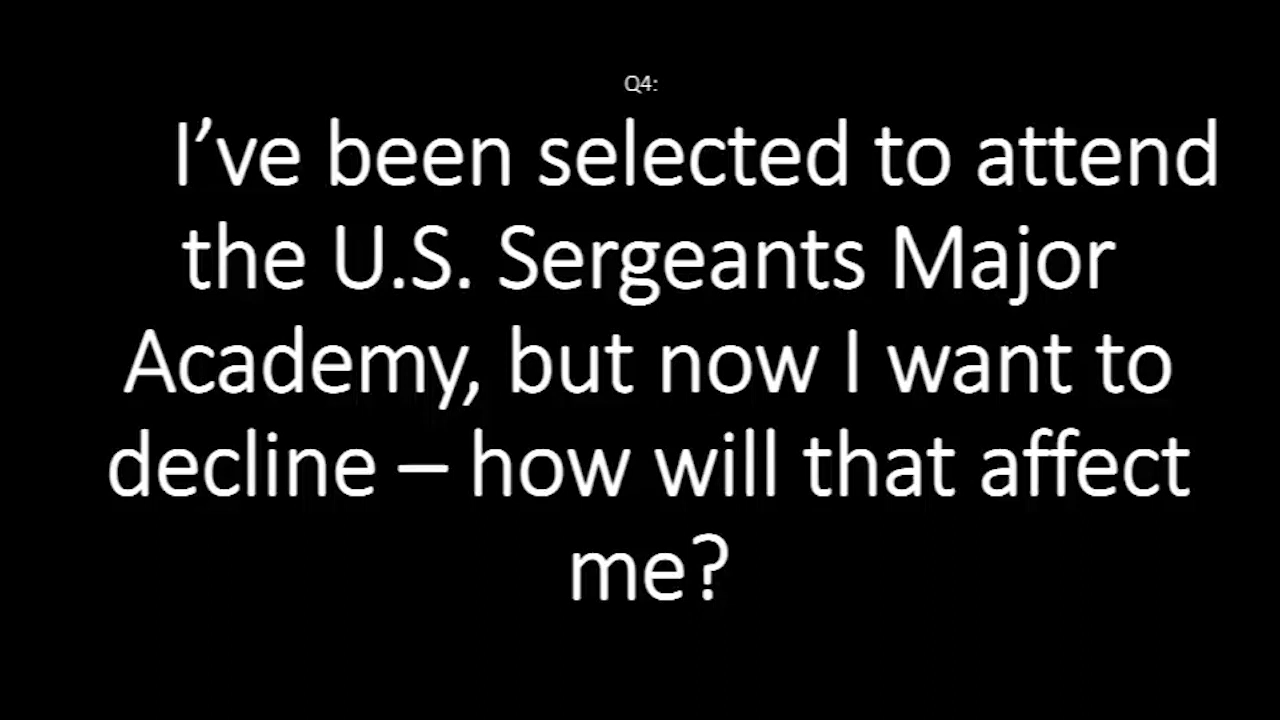 Q4:
I’ve been selected to attend
the U.S. Sergeants Major
Academy, but now I want to
decline – how will that affect
me?